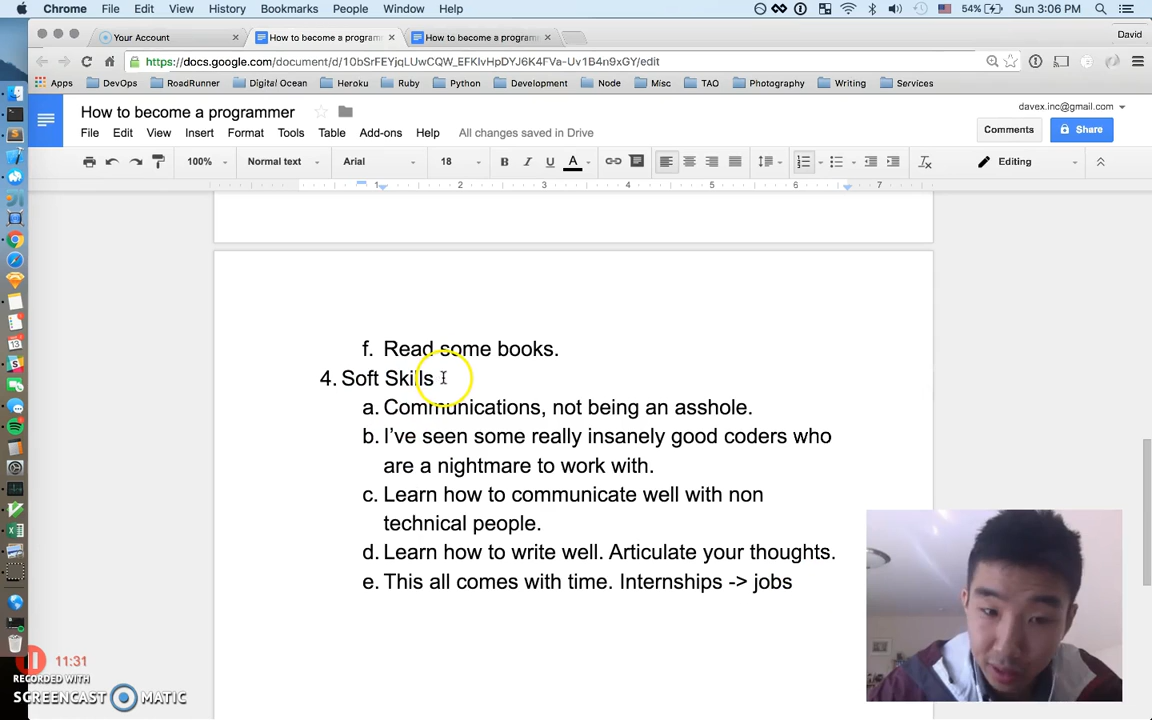 Chrome File Edit View History Bookmarks People Window Help 54% Sun 3:06 PM
Your Account How to become a program How to become a program David
https://docs.google.com/document/d/10bSrFEYjqLUwCQW_EFKIvHpDYJ6K4FVa-Uv1B4n9xGY/edit
Apps DevOps RoadRunner Digital Ocean Heroku Ruby Python Development Node Misc TAO Photography Writing Services
How to become a programmer davex.inc@gmail.com
File Edit View Insert Format Tools Table Add-ons Help All changes saved in Drive Comments Share
100% Normal text Arial 18 B I U A Editing
1 2 3 4 5 6 7
f. Read some books.
4. Soft Skills
a. Communications, not being an asshole.
b. I've seen some really insanely good coders who
are a nightmare to work with.
c. Learn how to communicate well with non
technical people.
d. Learn how to write well. Articulate your thoughts.
e. This all comes with time. Internships -> jobs
11:31
RECORDED WITH
SCREENCAST MATIC